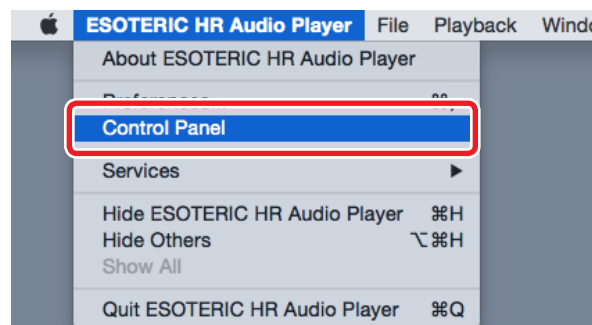 ESOTERIC HR Audio Player File Playback
About ESOTERIC HR Audio Player
Control Panel
Services
Hide ESOTERIC HR Audio Player ⌘H
Hide Others ⌥⌘H
Show All
Quit ESOTERIC HR Audio Player ⌘Q